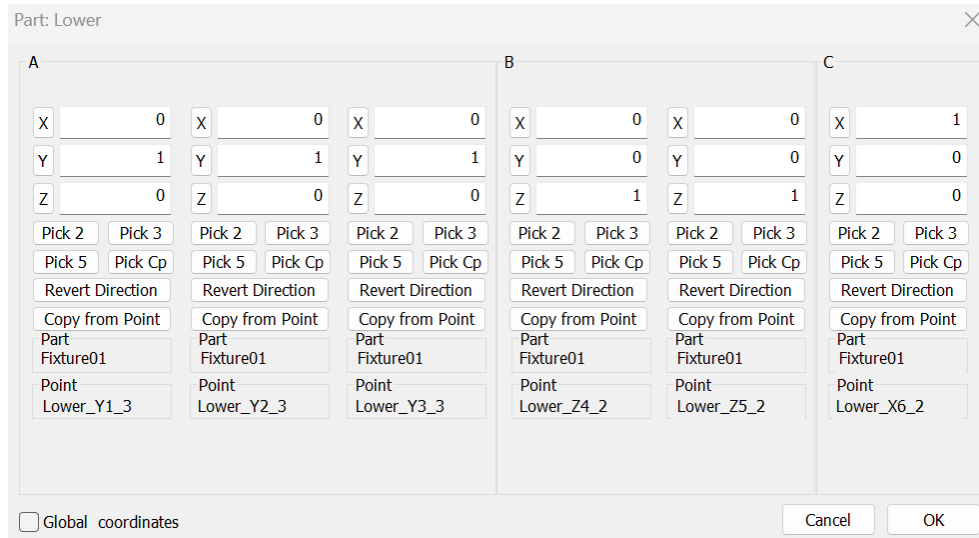 Part: Lower
A B C
X 0 X 0 X 0 X 0 X 0 X 1
Y 1 Y 1 Y 1 Y 0 Y 0 Y 0
Z 0 Z 0 Z 0 Z 1 Z 1 Z 0
Pick 2 Pick 3 Pick 2 Pick 3 Pick 2 Pick 3 Pick 2 Pick 3 Pick 2 Pick 3 Pick 2 Pick 3
Pick 5 Pick Cp Pick 5 Pick Cp Pick 5 Pick Cp Pick 5 Pick Cp Pick 5 Pick Cp Pick 5 Pick Cp
Revert Direction Revert Direction Revert Direction Revert Direction Revert Direction Revert Direction
Copy from Point Copy from Point Copy from Point Copy from Point Copy from Point Copy from Point
Part Part Part Part Part Part
Fixture01 Fixture01 Fixture01 Fixture01 Fixture01 Fixture01
Point Point Point Point Point Point
Lower_Y1_3 Lower_Y2_3 Lower_Y3_3 Lower_Z4_2 Lower_Z5_2 Lower_X6_2
Global coordinates Cancel OK